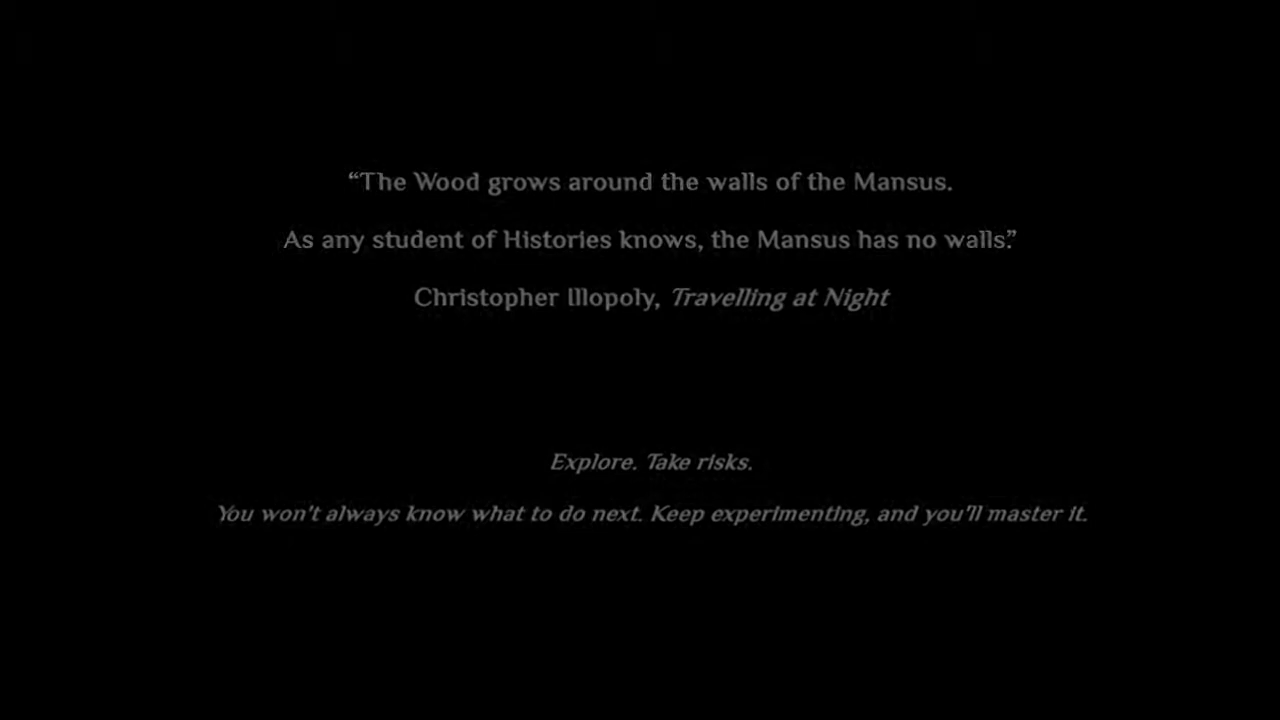 “The Wood grows around the walls of the Mansus.
As any student of Histories knows, the Mansus has no walls.”
Christopher Illopoly, Travelling at Night
Explore. Take risks.
You won't always know what to do next. Keep experimenting, and you'll master it.